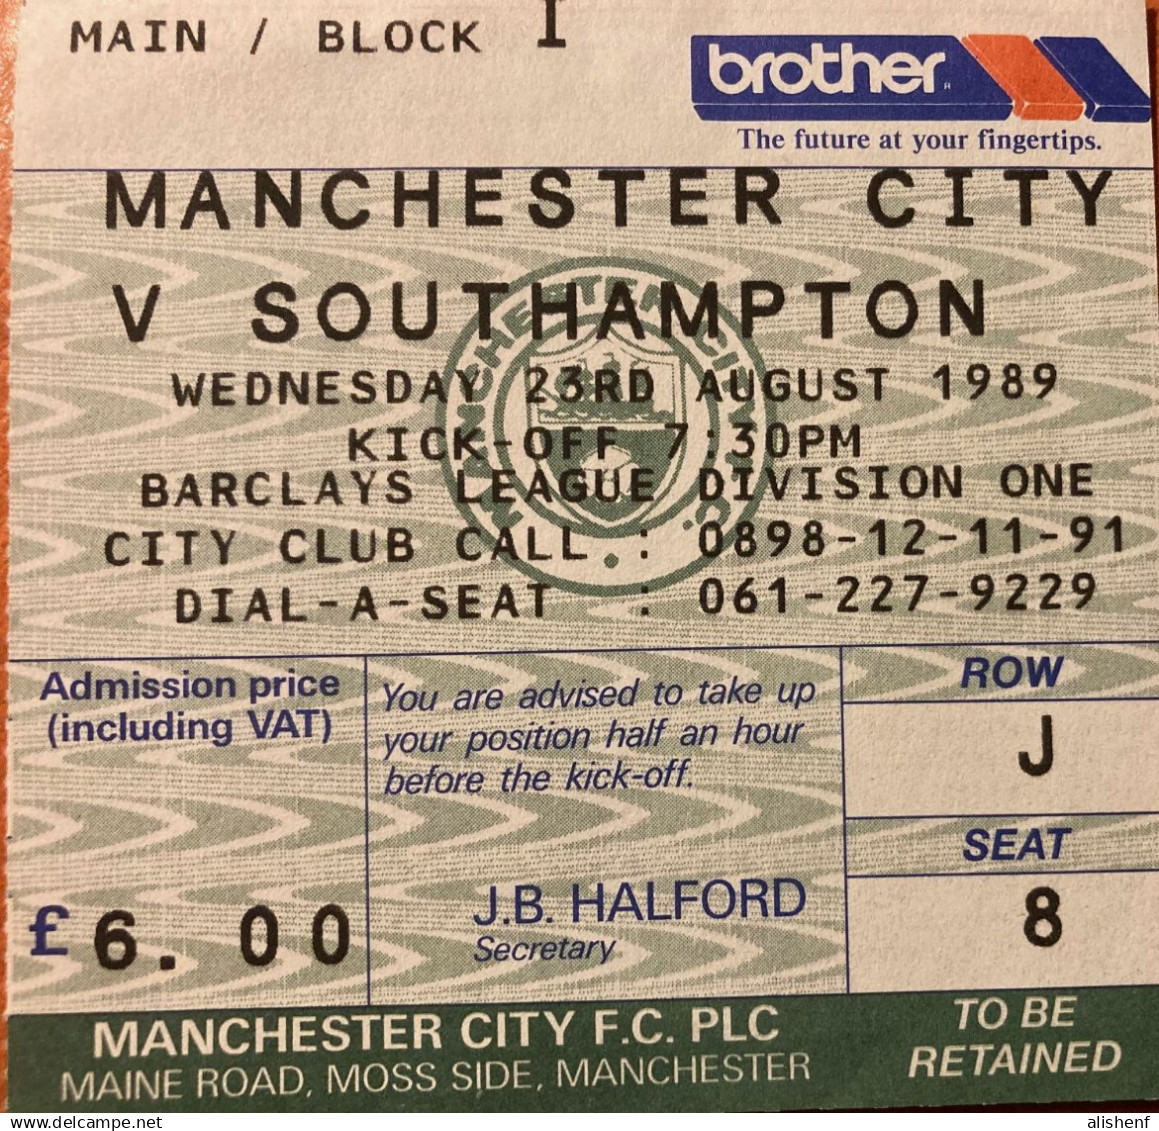 MAIN / BLOCK I
brother
The future at your fingertips.
MANCHESTER CITY
V SOUTHAMPTON
WEDNESDAY 23RD AUGUST 1989
KICK-OFF 7:30PM
BARCLAYS LEAGUE DIVISION ONE
CITY CLUB CALL : 0898-12-11-91
DIAL-A-SEAT : 061-227-9229
MANCHESTER CITY F.C.
Admission price
(including VAT)
£6.00
You are advised to take up
your position half an hour
before the kick-off.
J.B. HALFORD
Secretary
ROW
J
SEAT
8
MANCHESTER CITY F.C. PLC
MAINE ROAD, MOSS SIDE, MANCHESTER
TO BE
RETAINED
alishenf